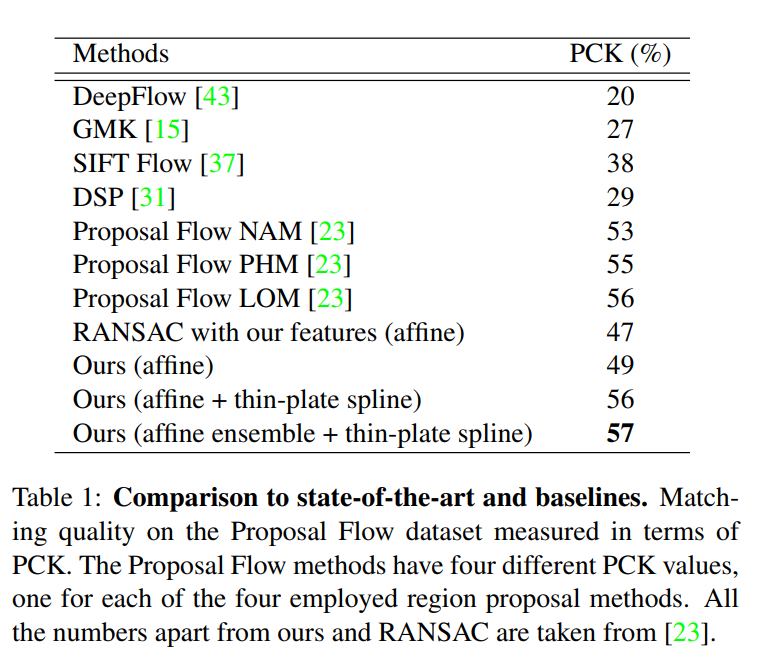 Methods PCK (%)
DeepFlow [43] 20
GMK [15] 27
SIFT Flow [37] 38
DSP [31] 29
Proposal Flow NAM [23] 53
Proposal Flow PHM [23] 55
Proposal Flow LOM [23] 56
RANSAC with our features (affine) 47
Ours (affine) 49
Ours (affine + thin-plate spline) 56
Ours (affine ensemble + thin-plate spline) 57
Table 1: Comparison to state-of-the-art and baselines. Match-
ing quality on the Proposal Flow dataset measured in terms of
PCK. The Proposal Flow methods have four different PCK values,
one for each of the four employed region proposal methods. All
the numbers apart from ours and RANSAC are taken from [23].